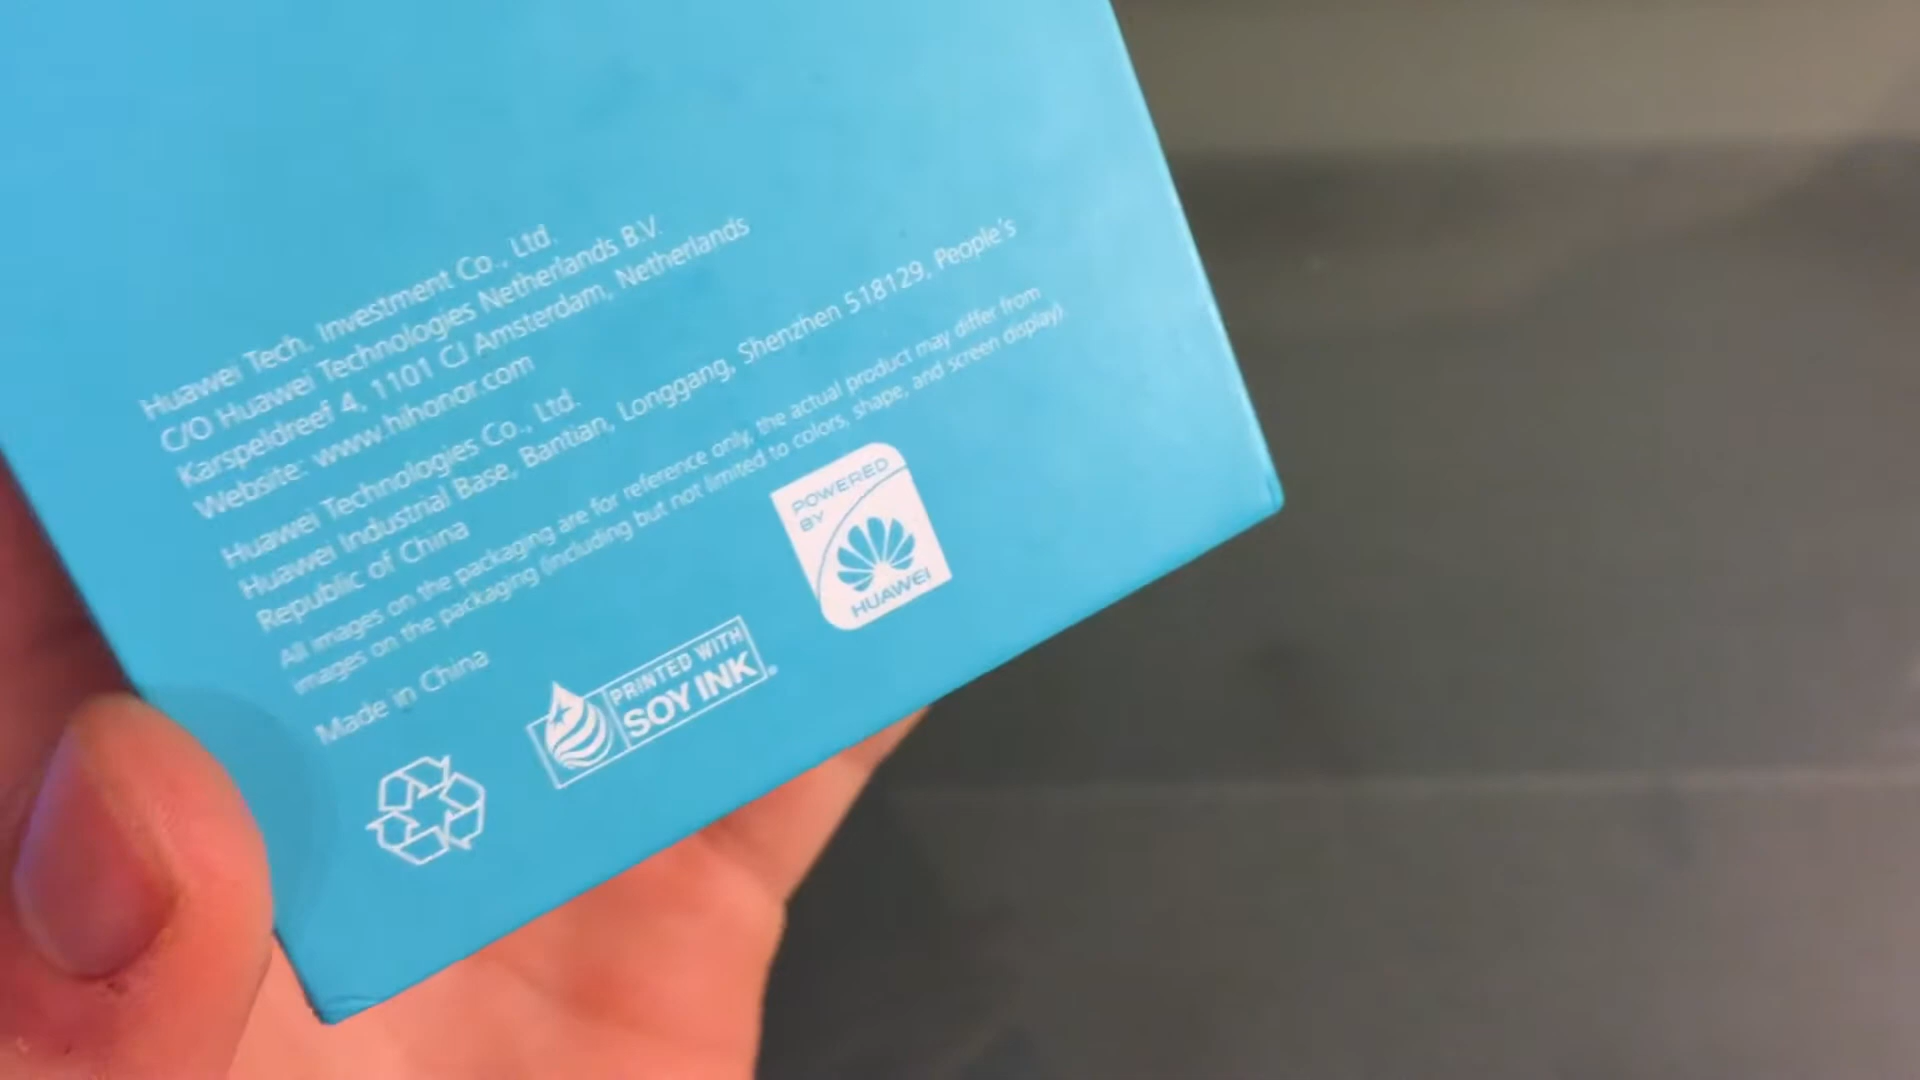 Huawei Tech. Investment Co., Ltd.
C/O Huawei Technologies Netherlands B.V.
Karspeldreef 4, 1101 CJ Amsterdam, Netherlands
Website: www.hihonor.com
Huawei Technologies Co., Ltd.
Huawei Industrial Base, Bantian, Longgang, Shenzhen 518129, People's
Republic of China
All images on the packaging are for reference only, the actual product may differ from
images on the packaging (including but not limited to colors, shape, and screen display).
Made in China
PRINTED WITH
SOY INK
POWERED
BY
HUAWEI